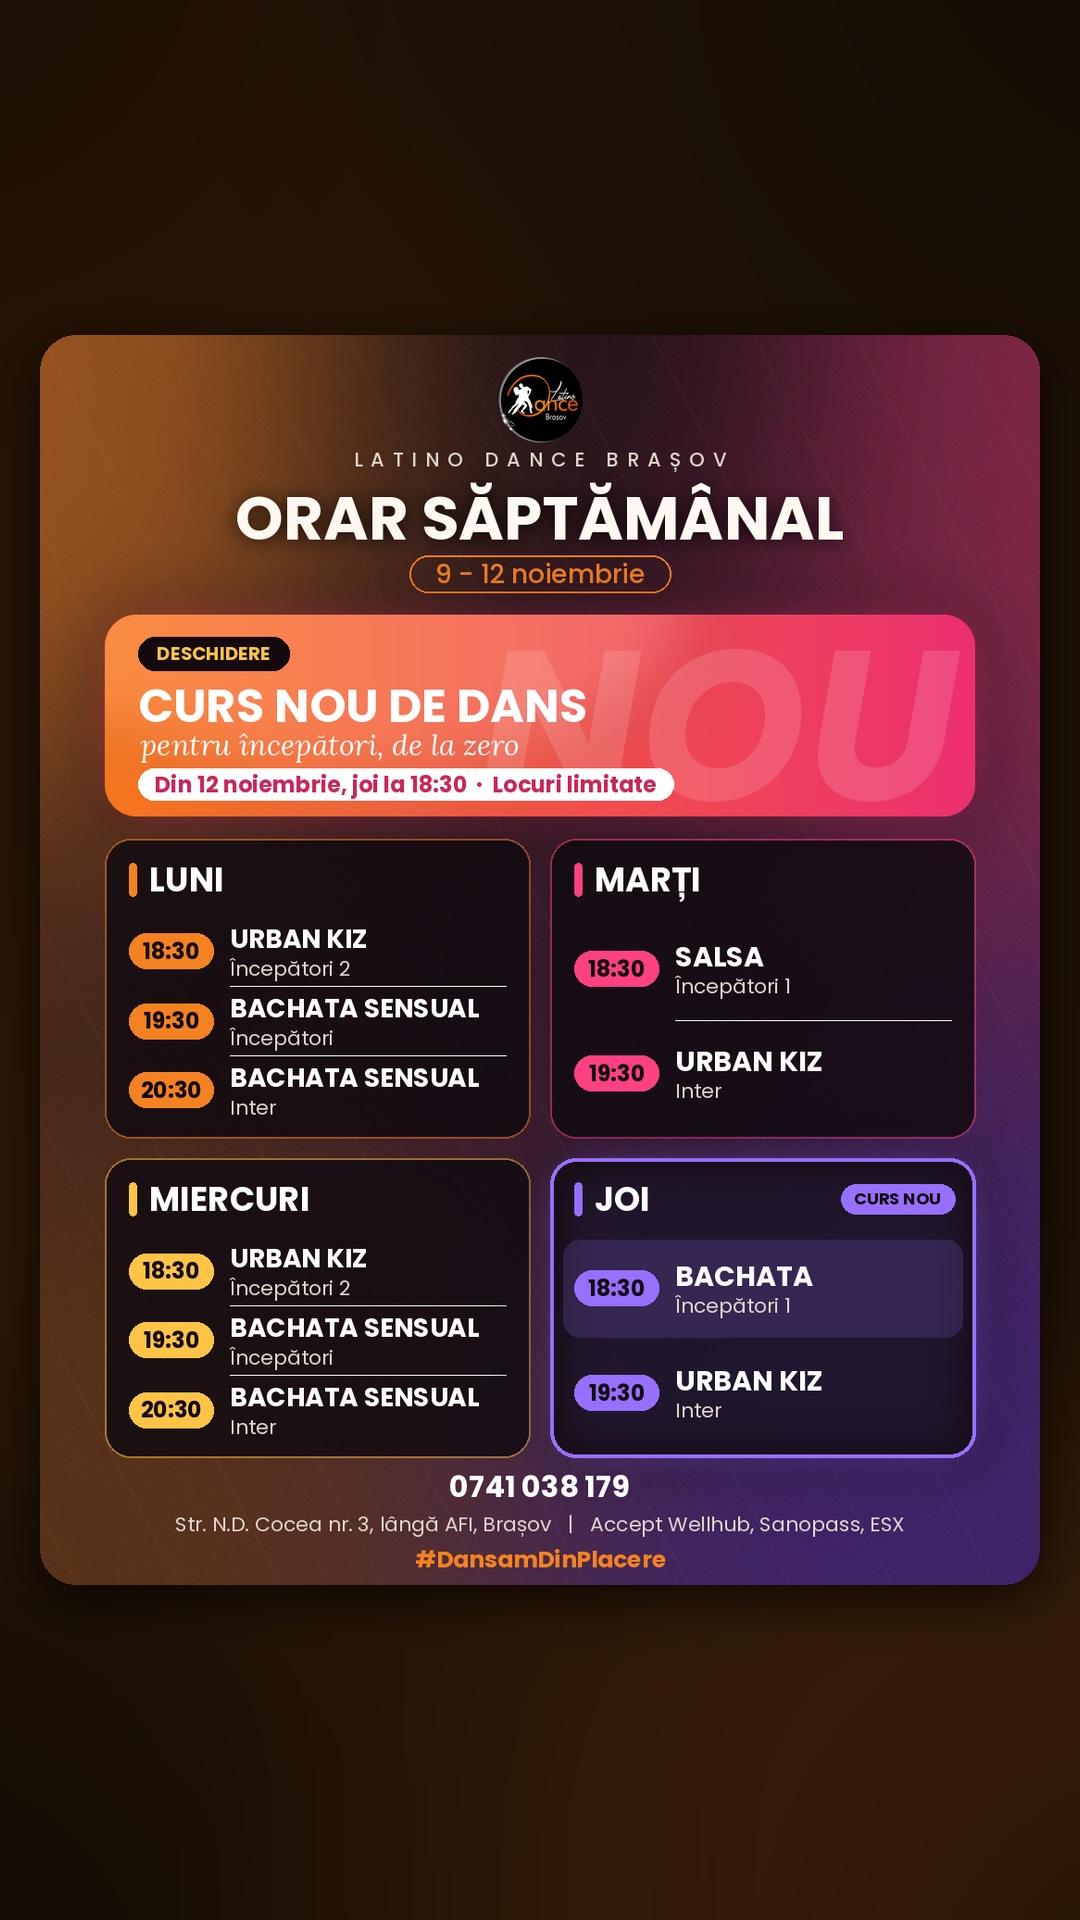 Latino
Dance
Brașov
LATINO DANCE BRAȘOV
ORAR SĂPTĂMÂNAL
9 - 12 noiembrie
DESCHIDERE
NOU
CURS NOU DE DANS
pentru începători, de la zero
Din 12 noiembrie, joi la 18:30 · Locuri limitate
LUNI
18:30 URBAN KIZ
Începători 2
19:30 BACHATA SENSUAL
Începători
20:30 BACHATA SENSUAL
Inter
MARȚI
18:30 SALSA
Începători 1
19:30 URBAN KIZ
Inter
MIERCURI
18:30 URBAN KIZ
Începători 2
19:30 BACHATA SENSUAL
Începători
20:30 BACHATA SENSUAL
Inter
JOI CURS NOU
18:30 BACHATA
Începători 1
19:30 URBAN KIZ
Inter
0741 038 179
Str. N.D. Cocea nr. 3, lângă AFI, Brașov | Accept Wellhub, Sanopass, ESX
#DansamDinPlacere